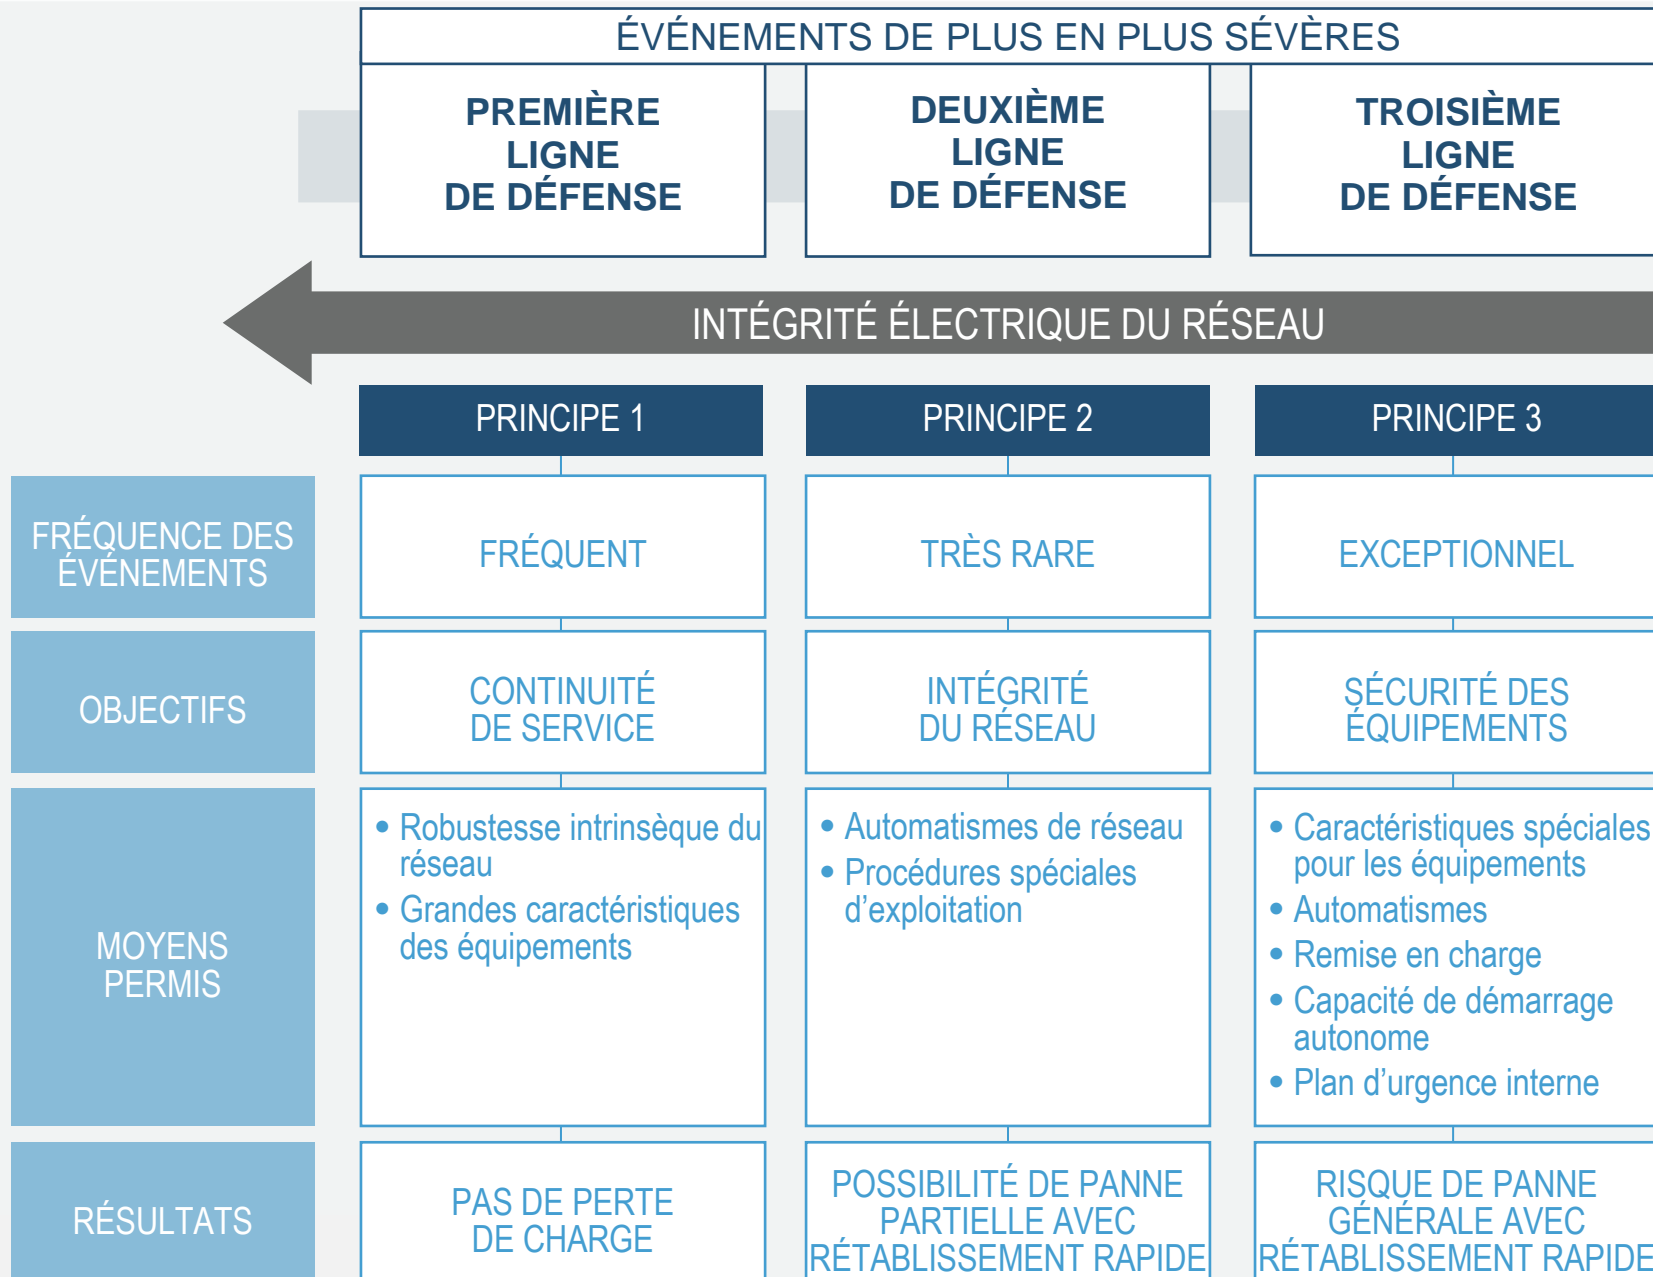 ÉVÉNEMENTS DE PLUS EN PLUS SÉVÈRES
PREMIÈRE
LIGNE
DE DÉFENSE
DEUXIÈME
LIGNE
DE DÉFENSE
TROISIÈME
LIGNE
DE DÉFENSE
INTÉGRITÉ ÉLECTRIQUE DU RÉSEAU
PRINCIPE 1
PRINCIPE 2
PRINCIPE 3
FRÉQUENCE DES
ÉVÉNEMENTS
FRÉQUENT
TRÈS RARE
EXCEPTIONNEL
OBJECTIFS
CONTINUITÉ
DE SERVICE
INTÉGRITÉ
DU RÉSEAU
SÉCURITÉ DES
ÉQUIPEMENTS
MOYENS
PERMIS
• Robustesse intrinsèque du
réseau
• Grandes caractéristiques
des équipements
• Automatismes de réseau
• Procédures spéciales
d’exploitation
• Caractéristiques spéciales
pour les équipements
• Automatismes
• Remise en charge
• Capacité de démarrage
autonome
• Plan d’urgence interne
RÉSULTATS
PAS DE PERTE
DE CHARGE
POSSIBILITÉ DE PANNE
PARTIELLE AVEC
RÉTABLISSEMENT RAPIDE
RISQUE DE PANNE
GÉNÉRALE AVEC
RÉTABLISSEMENT RAPIDE